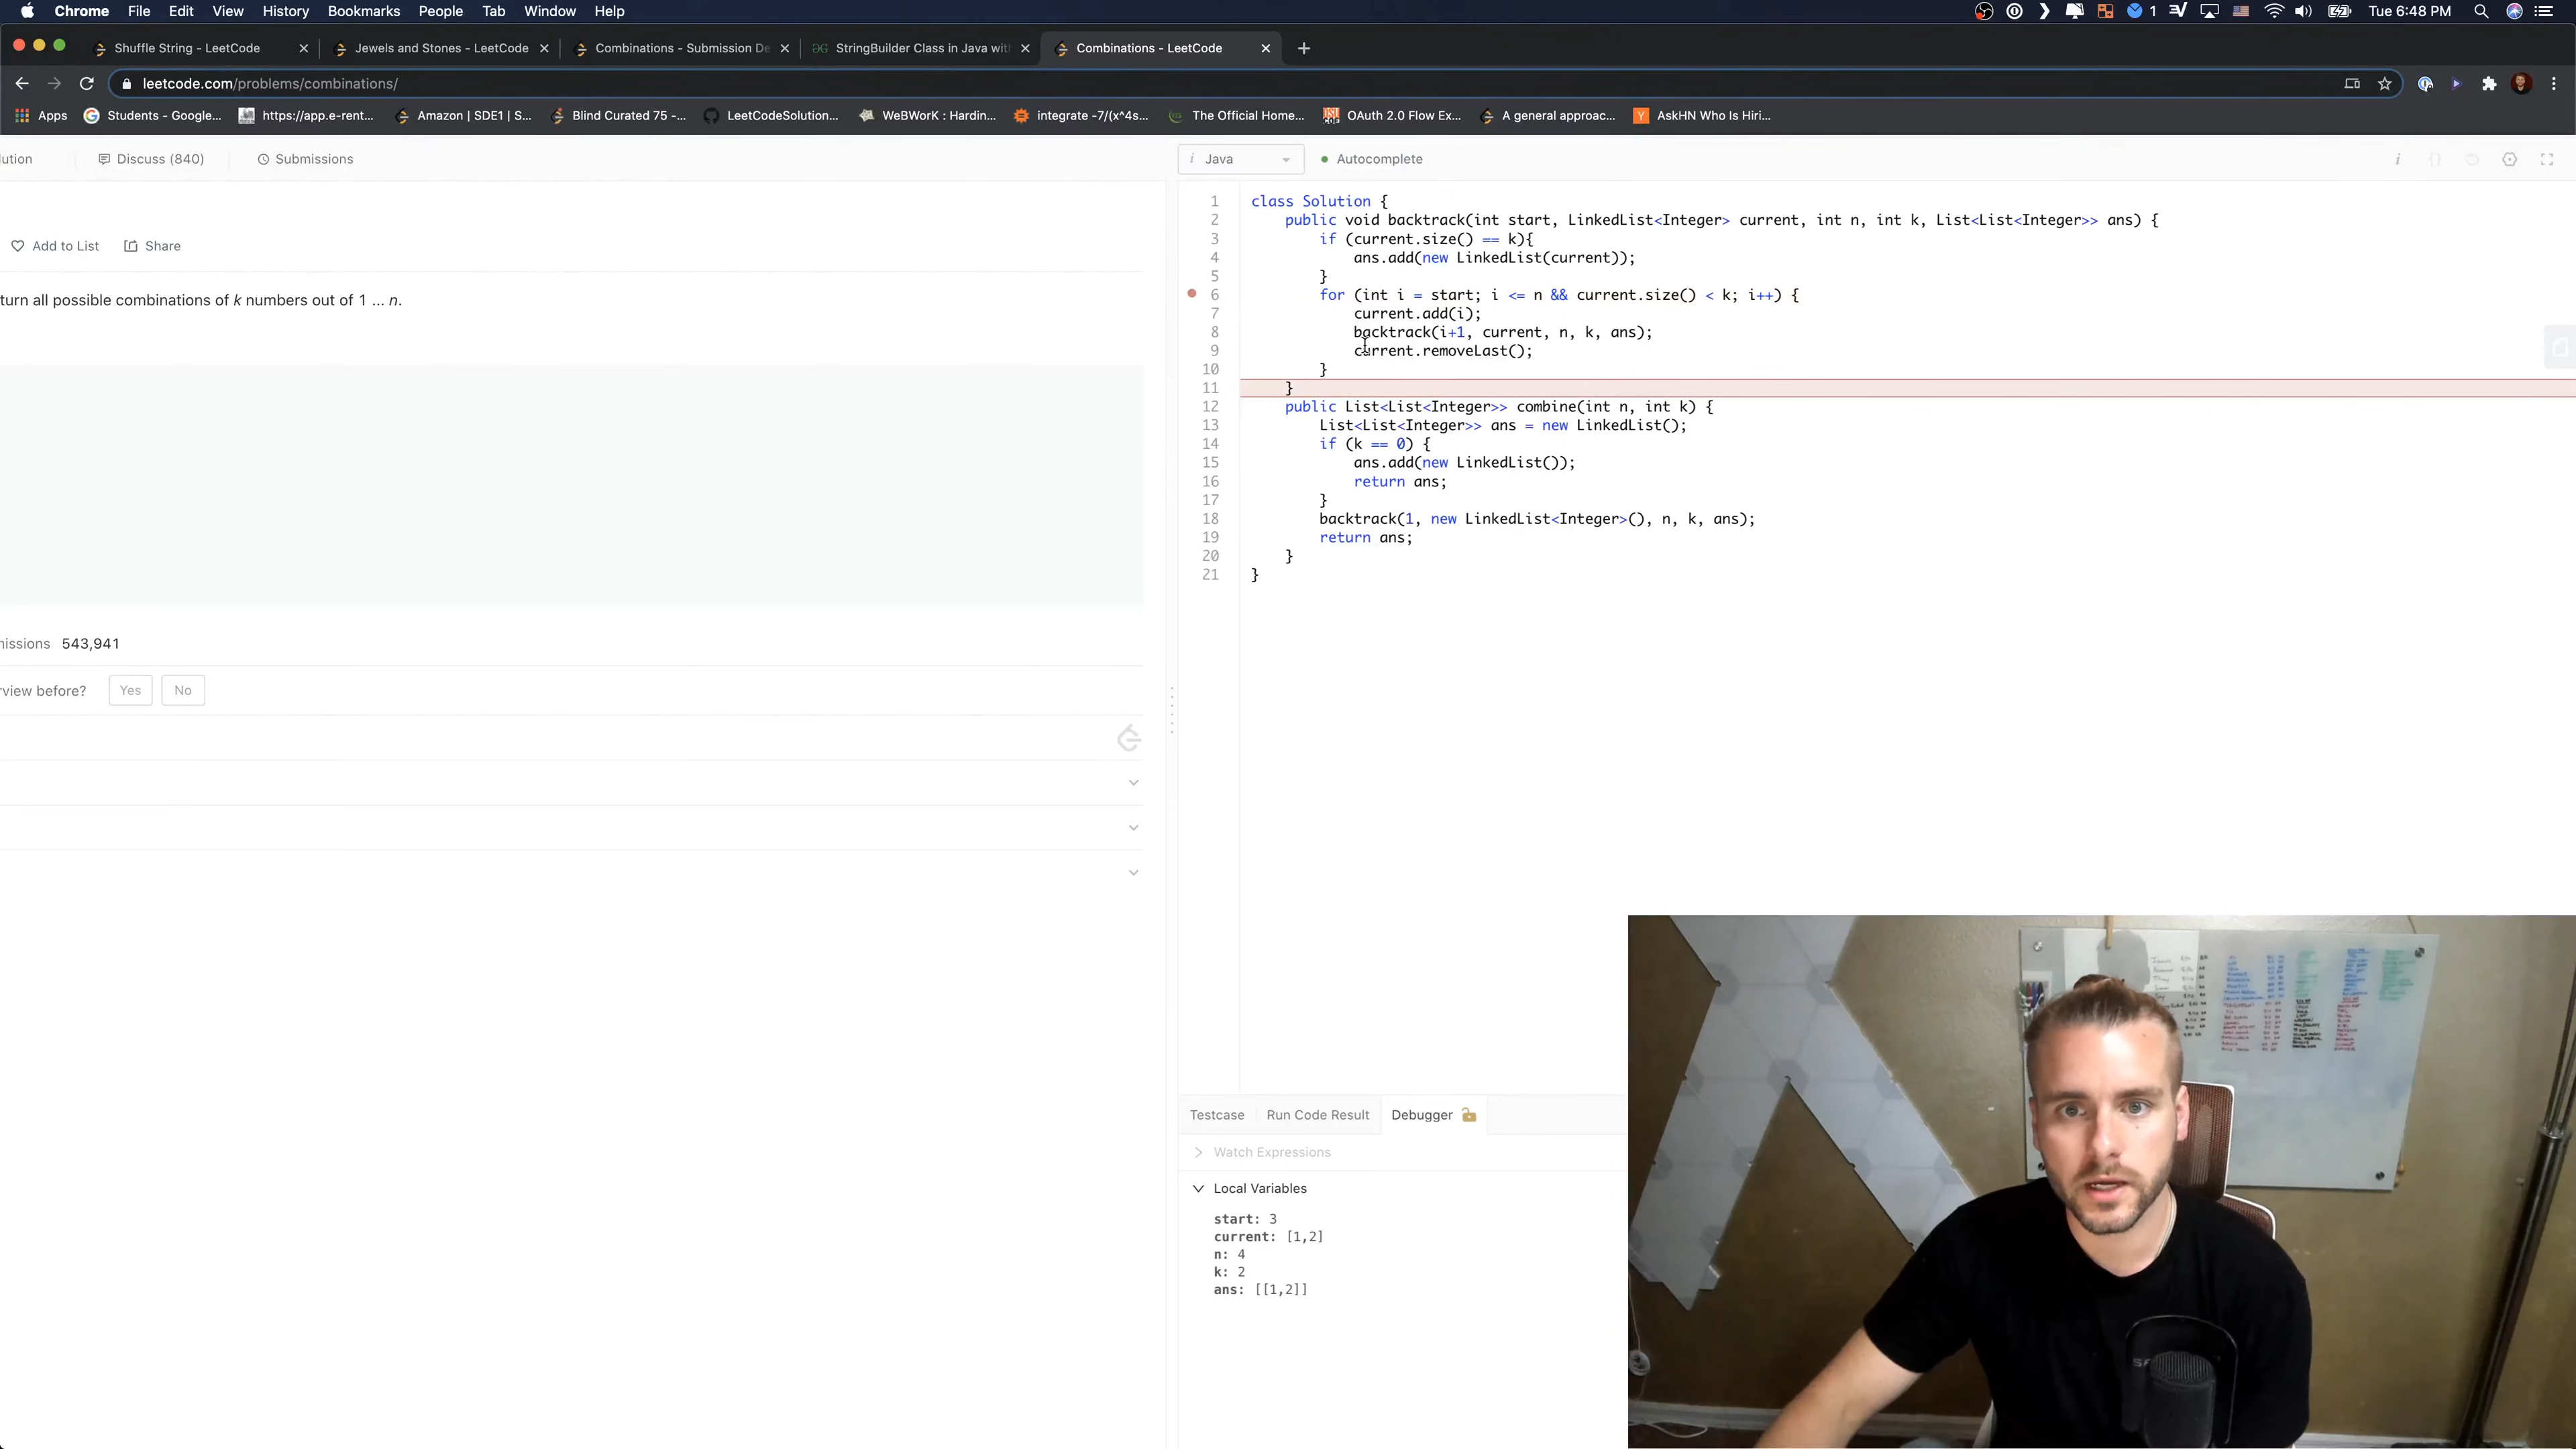 Chrome File Edit View History Bookmarks People Tab Window Help 1 Tue 6:48 PM
Shuffle String - LeetCode Jewels and Stones - LeetCode Combinations - Submission De StringBuilder Class in Java wit Combinations - LeetCode
leetcode.com/problems/combinations/
Apps Students - Google... https://app.e-rent... Amazon | SDE1 | S... Blind Curated 75 -... LeetCodeSolution... WeBWorK : Hardin... integrate -7/(x^4s... The Official Home... OAuth 2.0 Flow Ex... A general approac... AskHN Who Is Hiri...
lution Discuss (840) Submissions
Java Autocomplete
Add to List Share
turn all possible combinations of k numbers out of 1 ... n.
missions 543,941
rview before? Yes No
1 class Solution {
2 public void backtrack(int start, LinkedList<Integer> current, int n, int k, List<List<Integer>> ans) {
3 if (current.size() == k){
4 ans.add(new LinkedList(current));
5 }
6 for (int i = start; i <= n && current.size() < k; i++) {
7 current.add(i);
8 backtrack(i+1, current, n, k, ans);
9 current.removeLast();
10 }
11 }
12 public List<List<Integer>> combine(int n, int k) {
13 List<List<Integer>> ans = new LinkedList();
14 if (k == 0) {
15 ans.add(new LinkedList());
16 return ans;
17 }
18 backtrack(1, new LinkedList<Integer>(), n, k, ans);
19 return ans;
20 }
21 }
Testcase Run Code Result Debugger
Watch Expressions
Local Variables
start: 3
current: [1,2]
n: 4
k: 2
ans: [[1,2]]